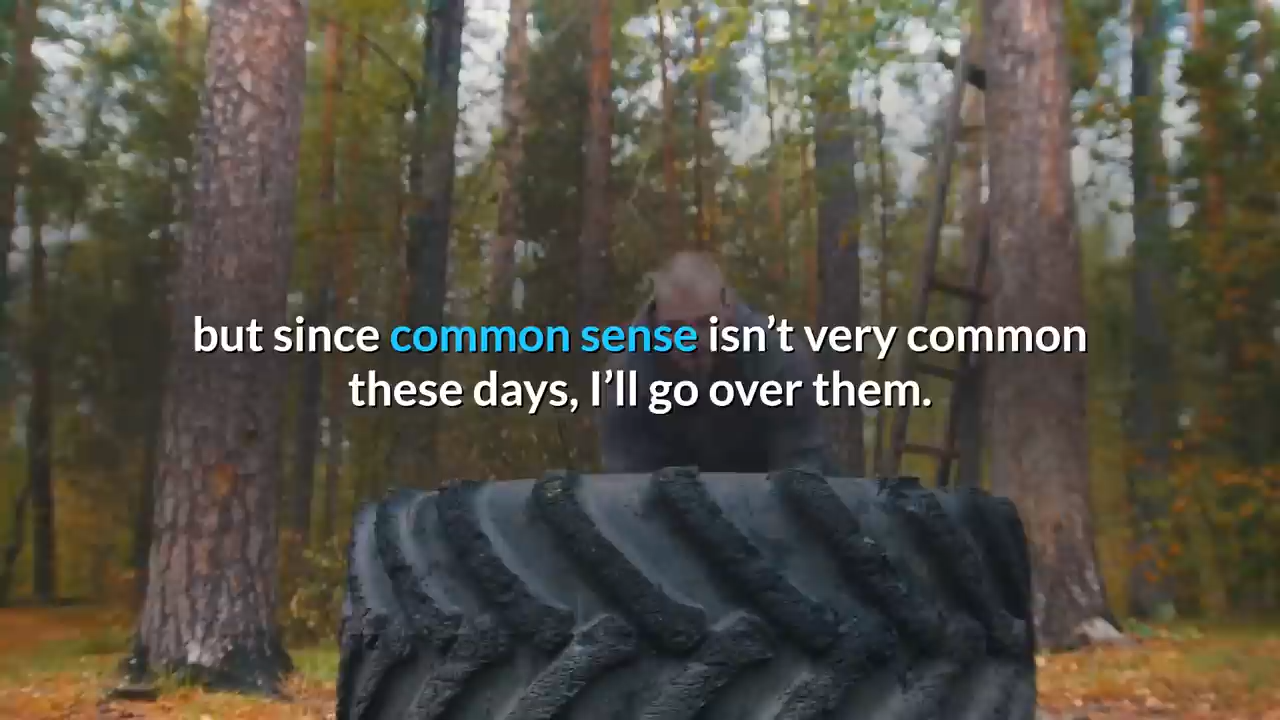 but since common sense isn’t very common
these days, I’ll go over them.